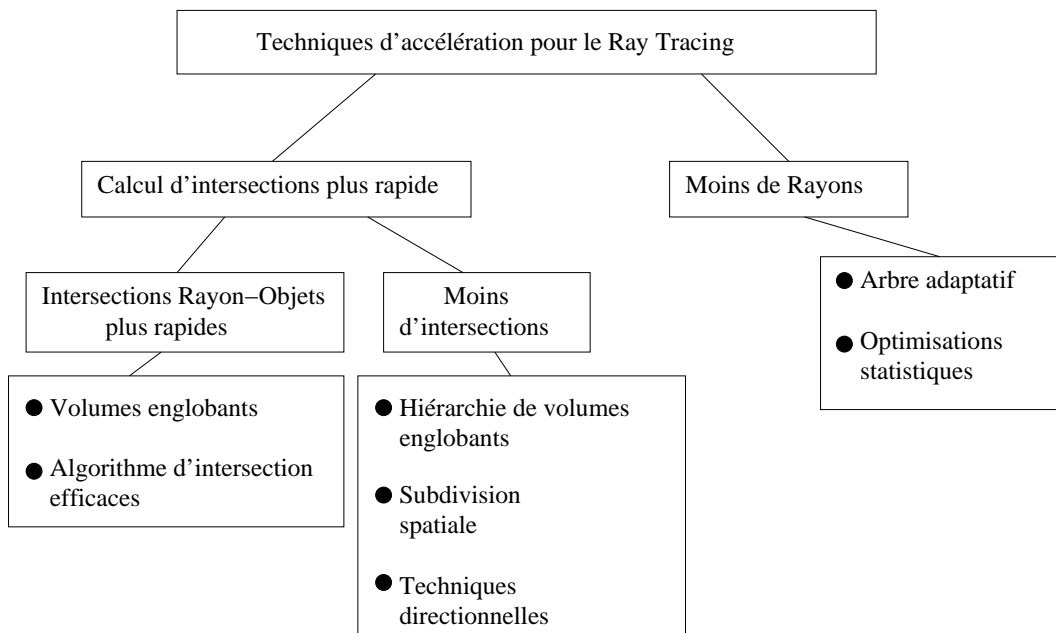 Techniques d'accélération pour le Ray Tracing
Calcul d'intersections plus rapide
Moins de Rayons
Intersections Rayon−Objets
plus rapides
Moins
d'intersections
● Arbre adaptatif
● Optimisations
statistiques
● Volumes englobants
● Algorithme d'intersection
efficaces
● Hiérarchie de volumes
englobants
● Subdivision
spatiale
● Techniques
directionnelles